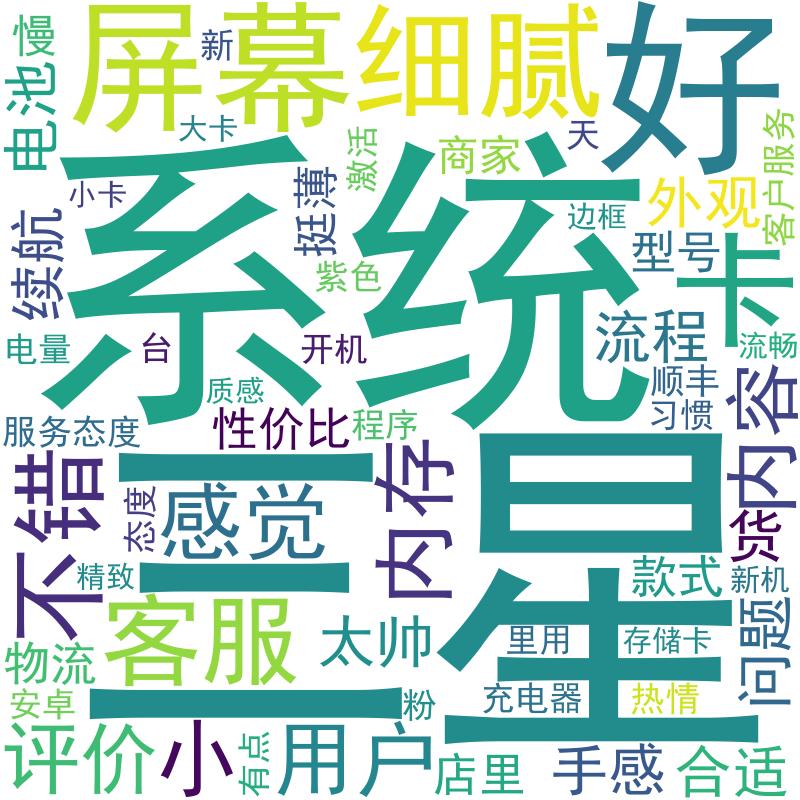 慢
屏幕
新
细腻
好
电池
大卡
激活
商家
天
客户服务
系统
小卡
挺薄
外观
边框
续航
紫色
型号
卡
电量
台
开机
流程
流畅
质感
顺丰
习惯
内容
服务态度
性价比
程序
三星
不错
态度
感觉
内存
货
精致
款式
新机
客服
太帅
里用
存储卡
问题
物流
安卓
粉
充电器
热情
评价
小
有点
用户
店里
手感
合适